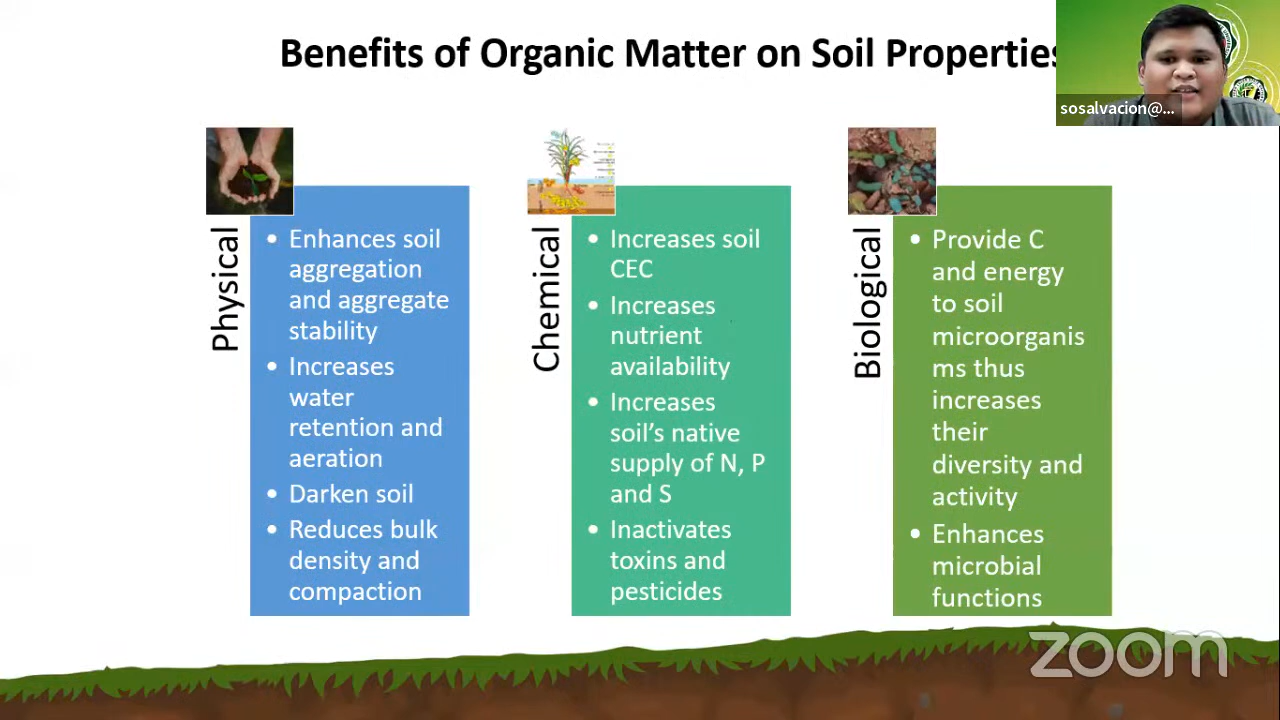 Benefits of Organic Matter on Soil Properties
sosalvacion@...
Physical
• Enhances soil
aggregation
and aggregate
stability
• Increases
water
retention and
aeration
• Darken soil
• Reduces bulk
density and
compaction
Chemical
• Increases soil
CEC
• Increases
nutrient
availability
• Increases
soil’s native
supply of N, P
and S
• Inactivates
toxins and
pesticides
Biological
• Provide C
and energy
to soil
microorganis
ms thus
increases
their
diversity and
activity
• Enhances
microbial
functions
zoom